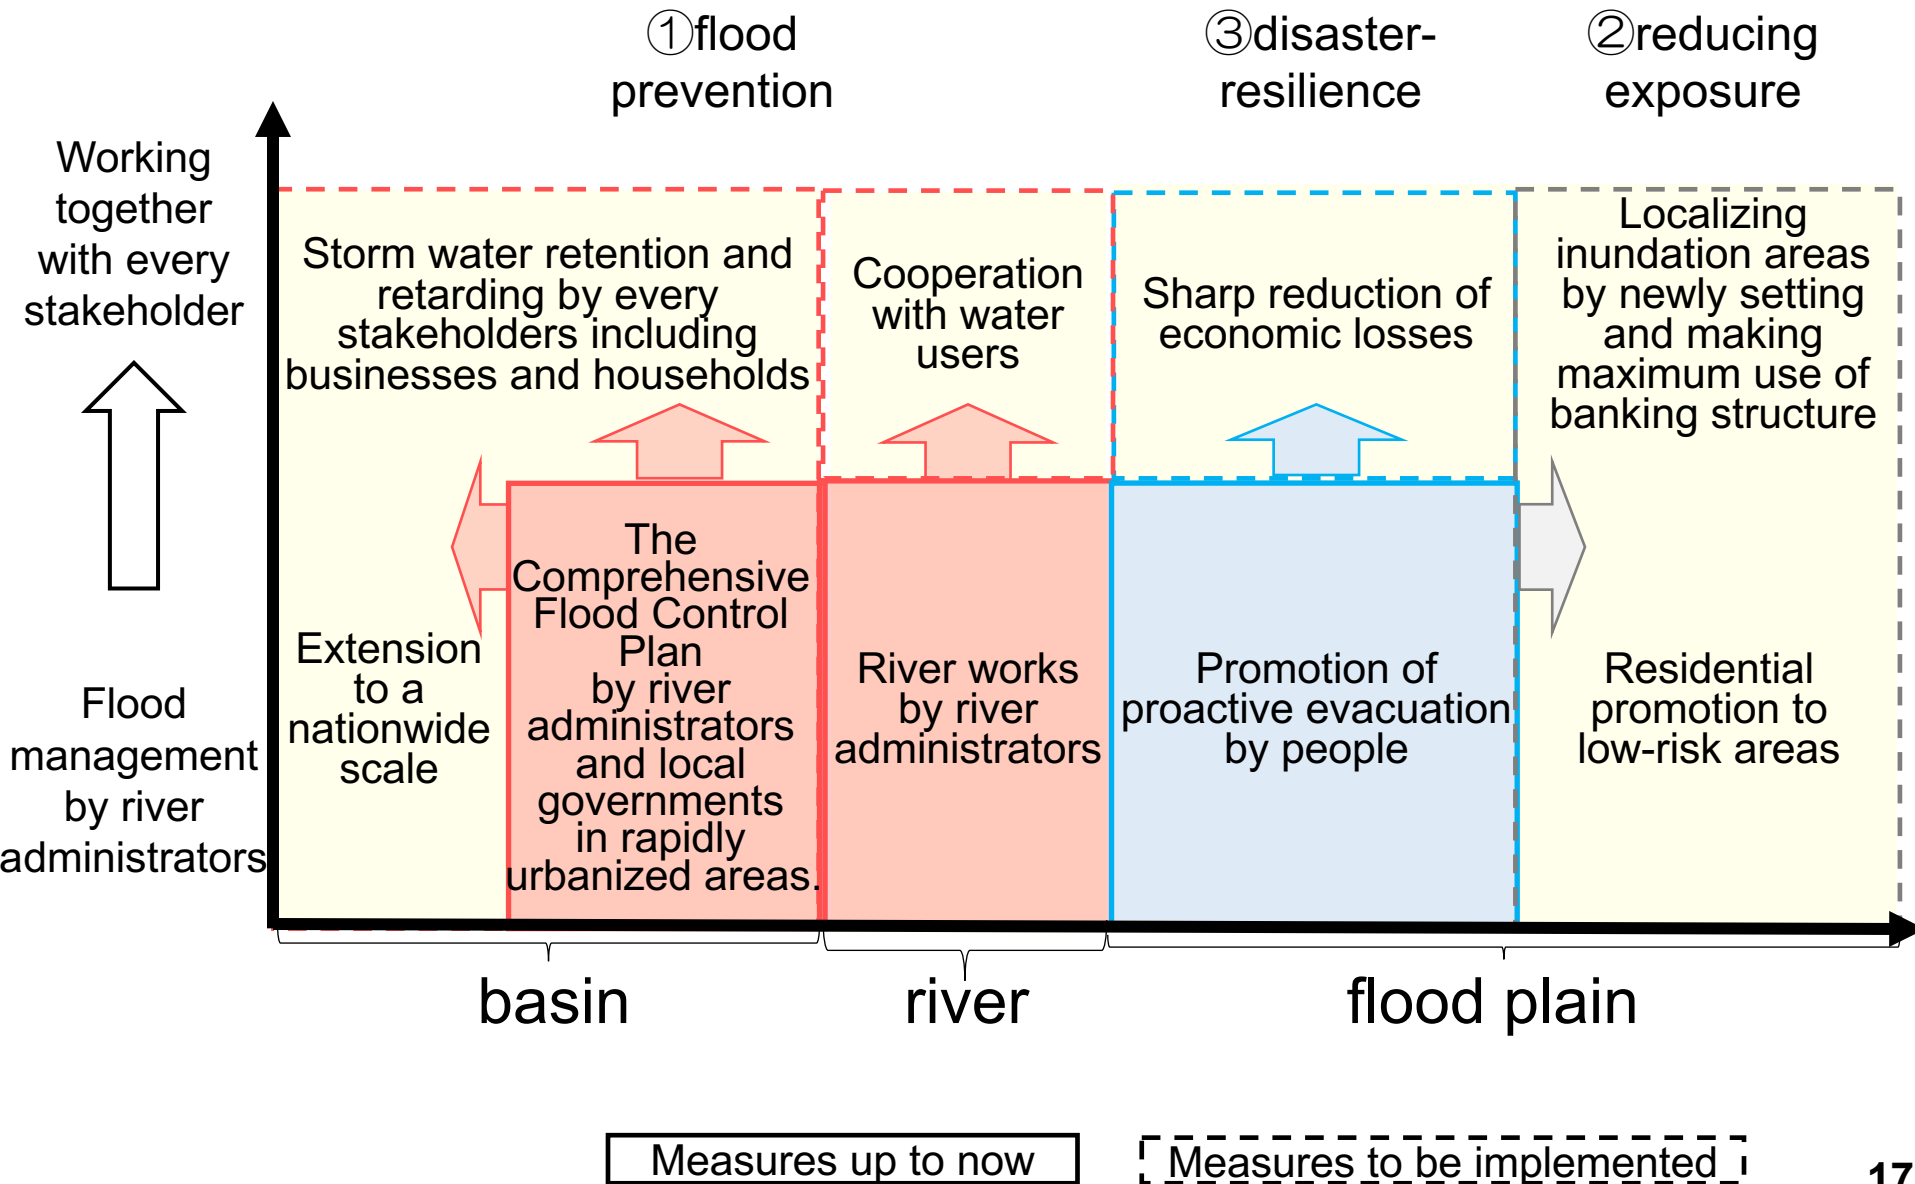 ①flood
prevention
③disaster-
resilience
②reducing
exposure
Working
together
with every
stakeholder
Flood
management
by river
administrators
Storm water retention and
retarding by every
stakeholders including
businesses and households
Cooperation
with water
users
Sharp reduction of
economic losses
Localizing
inundation areas
by newly setting
and making
maximum use of
banking structure
Extension
to a
nationwide
scale
The
Comprehensive
Flood Control
Plan
by river
administrators
and local
governments
in rapidly
urbanized areas.
River works
by river
administrators
Promotion of
proactive evacuation
by people
Residential
promotion to
low-risk areas
basin
river
flood plain
Measures up to now
Measures to be implemented
17